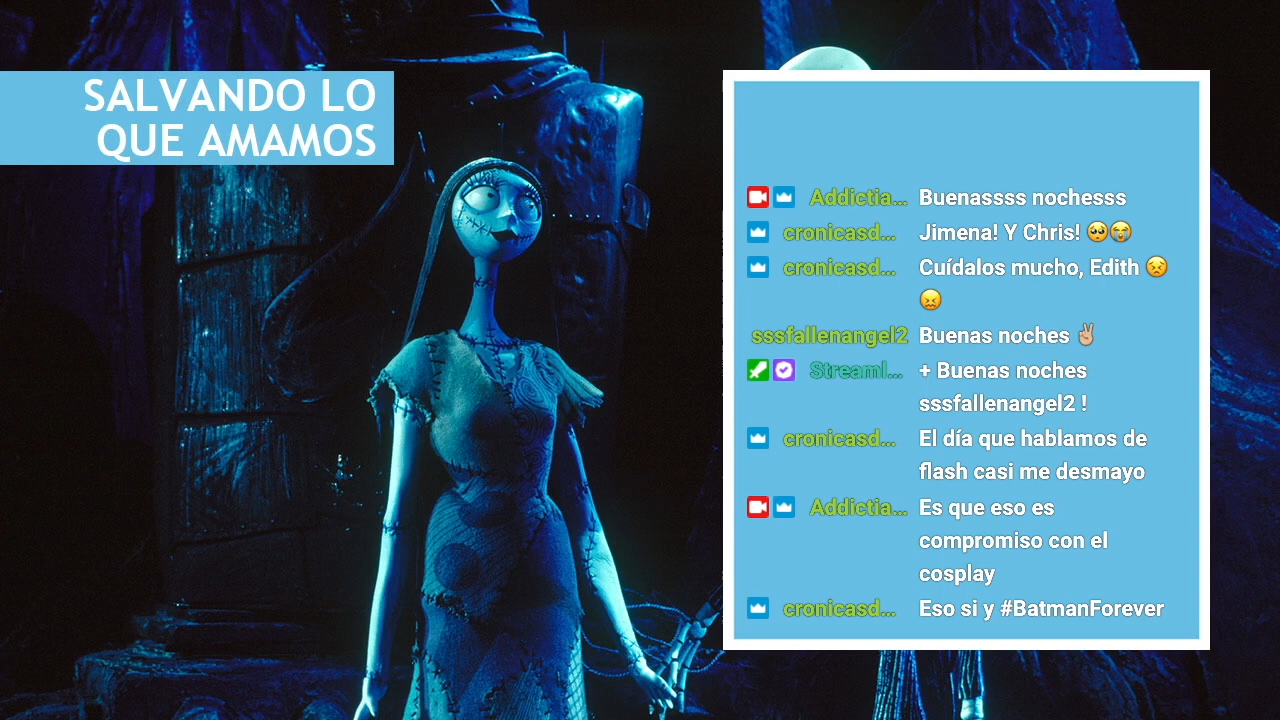 SALVANDO LO
QUE AMAMOS
Addictia... Buenassss nochesss
cronicasd... Jimena! Y Chris! 🥺😭
cronicasd... Cuídalos mucho, Edith 😣
😖
sssfallenangel2 Buenas noches ✌🏼
Streaml... + Buenas noches
sssfallenangel2 !
cronicasd... El día que hablamos de
flash casi me desmayo
Addictia... Es que eso es
compromiso con el
cosplay
cronicasd... Eso si y #BatmanForever